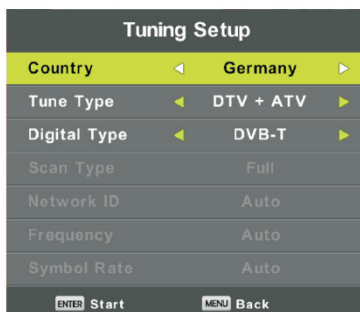 Tuning Setup
Country Germany
Tune Type DTV + ATV
Digital Type DVB-T
Scan Type Full
Network ID Auto
Frequency Auto
Symbol Rate Auto
ENTER Start MENU Back